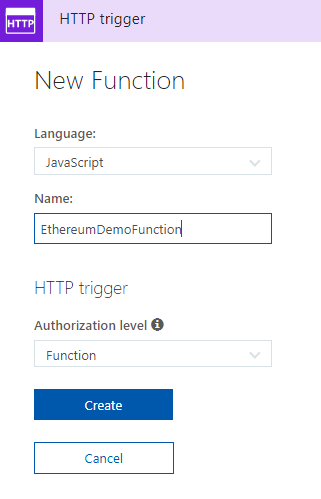 HTTP
HTTP trigger
New Function
Language:
JavaScript
Name:
EthereumDemoFunction
HTTP trigger
Authorization level
Function
Create
Cancel